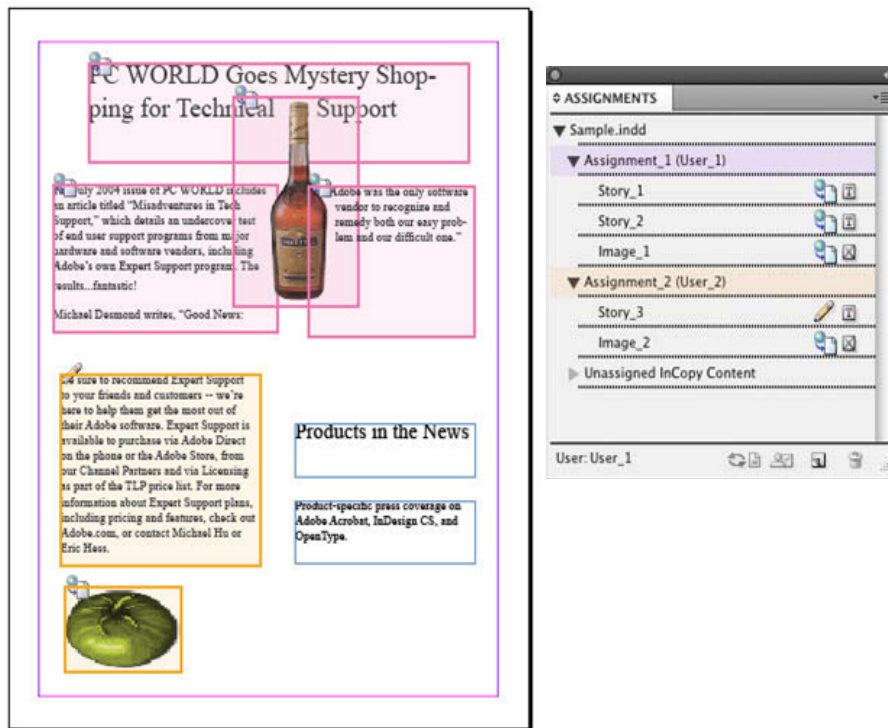 PC WORLD Goes Mystery Shop-
ping for Technical Support
July 2004 issue of PC WORLD includes
an article titled “Misadventures in Tech
Support,” which details an undercover test
of end user support programs from major
hardware and software vendors, including
Adobe’s own Expert Support program. The
results...fantastic!
Michael Desmond writes, “Good News:
Adobe was the only software
vendor to recognize and
remedy both our easy prob-
lem and our difficult one.”
Be sure to recommend Expert Support
to your friends and customers -- we’re
here to help them get the most out of
their Adobe software. Expert Support is
available to purchase via Adobe Direct
on the phone or the Adobe Store, from
our Channel Partners and via Licensing
as part of the TLP price list. For more
information about Expert Support plans,
including pricing and features, check out
Adobe.com, or contact Michael Hu or
Eric Hess.
Products in the News
Product-specific press coverage on
Adobe Acrobat, InDesign CS, and
OpenType.
ASSIGNMENTS
Sample.indd
Assignment_1 (User_1)
Story_1
Story_2
Image_1
Assignment_2 (User_2)
Story_3
Image_2
Unassigned InCopy Content
User: User_1